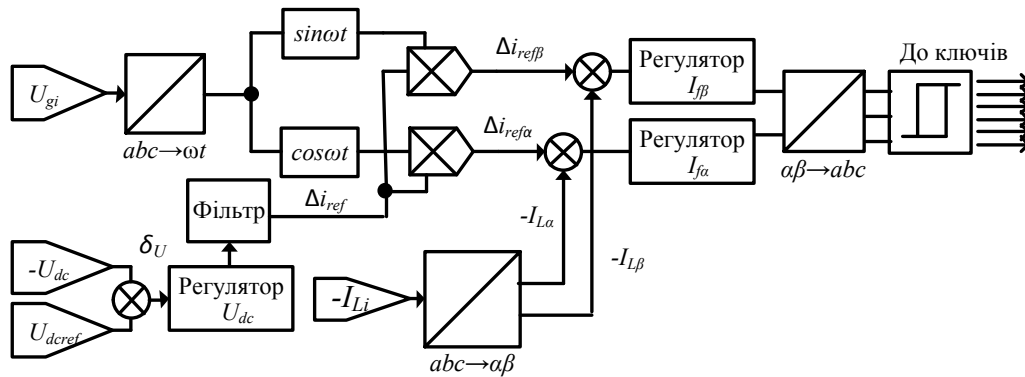 sinωt
U_gi
abc→ωt
cosωt
Δi_refβ
Δi_refα
Регулятор
I_fβ
Регулятор
I_fα
αβ→abc
До ключів
Фільтр
Δi_ref
δ_U
-U_dc
U_dcref
Регулятор
U_dc
-I_Li
abc→αβ
-I_Lα
-I_Lβ